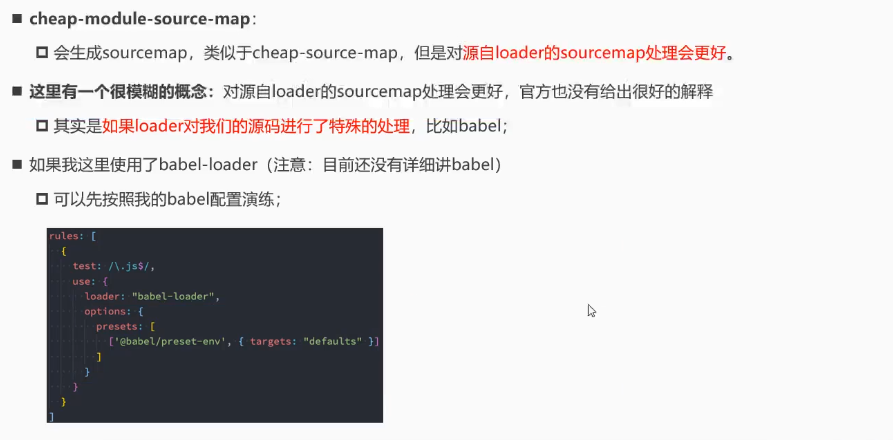 cheap-module-source-map:
会生成sourcemap，类似于cheap-source-map，但是对源自loader的sourcemap处理会更好。
这里有一个很模糊的概念：对源自loader的sourcemap处理会更好，官方也没有给出很好的解释
其实是如果loader对我们的源码进行了特殊的处理，比如babel；
如果我这里使用了babel-loader（注意：目前还没有详细讲babel）
可以先按照我的babel配置演练；
rules: [
{
test: /\.js$/,
use: {
loader: "babel-loader",
options: {
presets: [
['@babel/preset-env', { targets: "defaults" }]
]
}
}
}
]